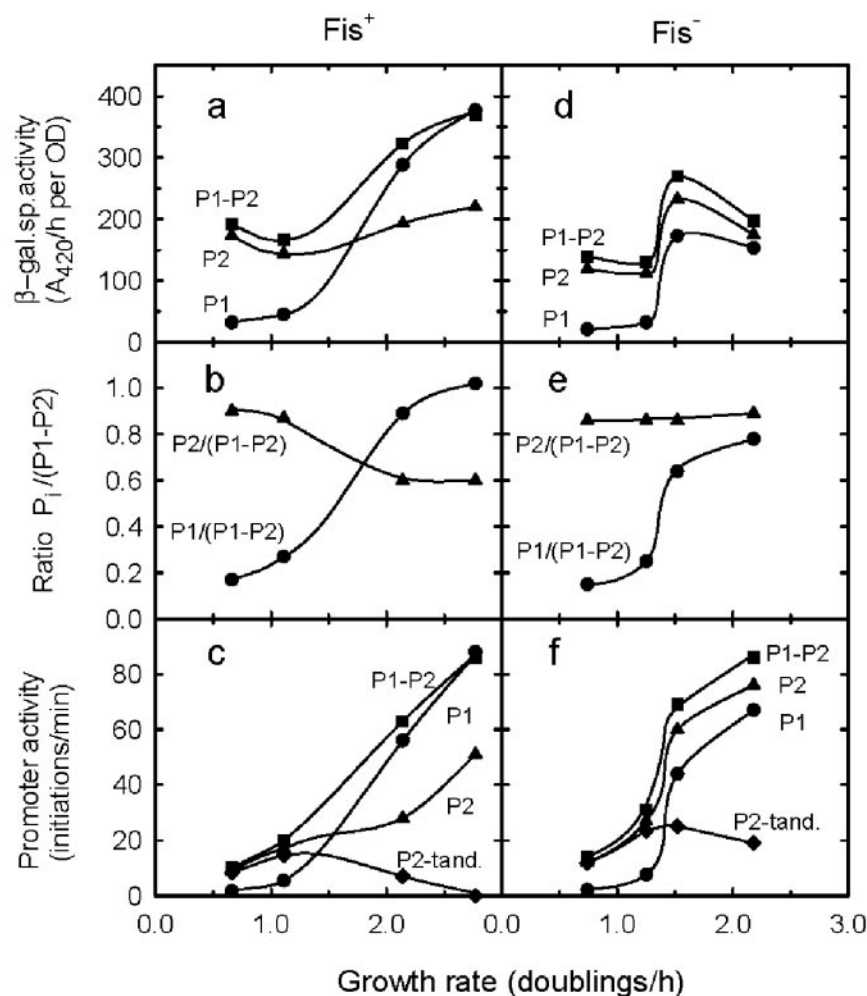 Fis⁺
Fis⁻
β–gal.sp.activity
(A₄₂₀/h per OD)
400
300
200
100
0
a
P1-P2
P2
P1
d
P1-P2
P2
P1
Ratio Pᵢ/(P1-P2)
1.0
0.8
0.6
0.4
0.2
0.0
b
P2/(P1-P2)
P1/(P1-P2)
e
P2/(P1-P2)
P1/(P1-P2)
Promoter activity
(initiations/min)
80
60
40
20
0
c
P1-P2
P1
P2
P2-tand.
f
P1-P2
P2
P1
P2-tand.
0.0 1.0 2.0 0.0 1.0 2.0 3.0
Growth rate (doublings/h)